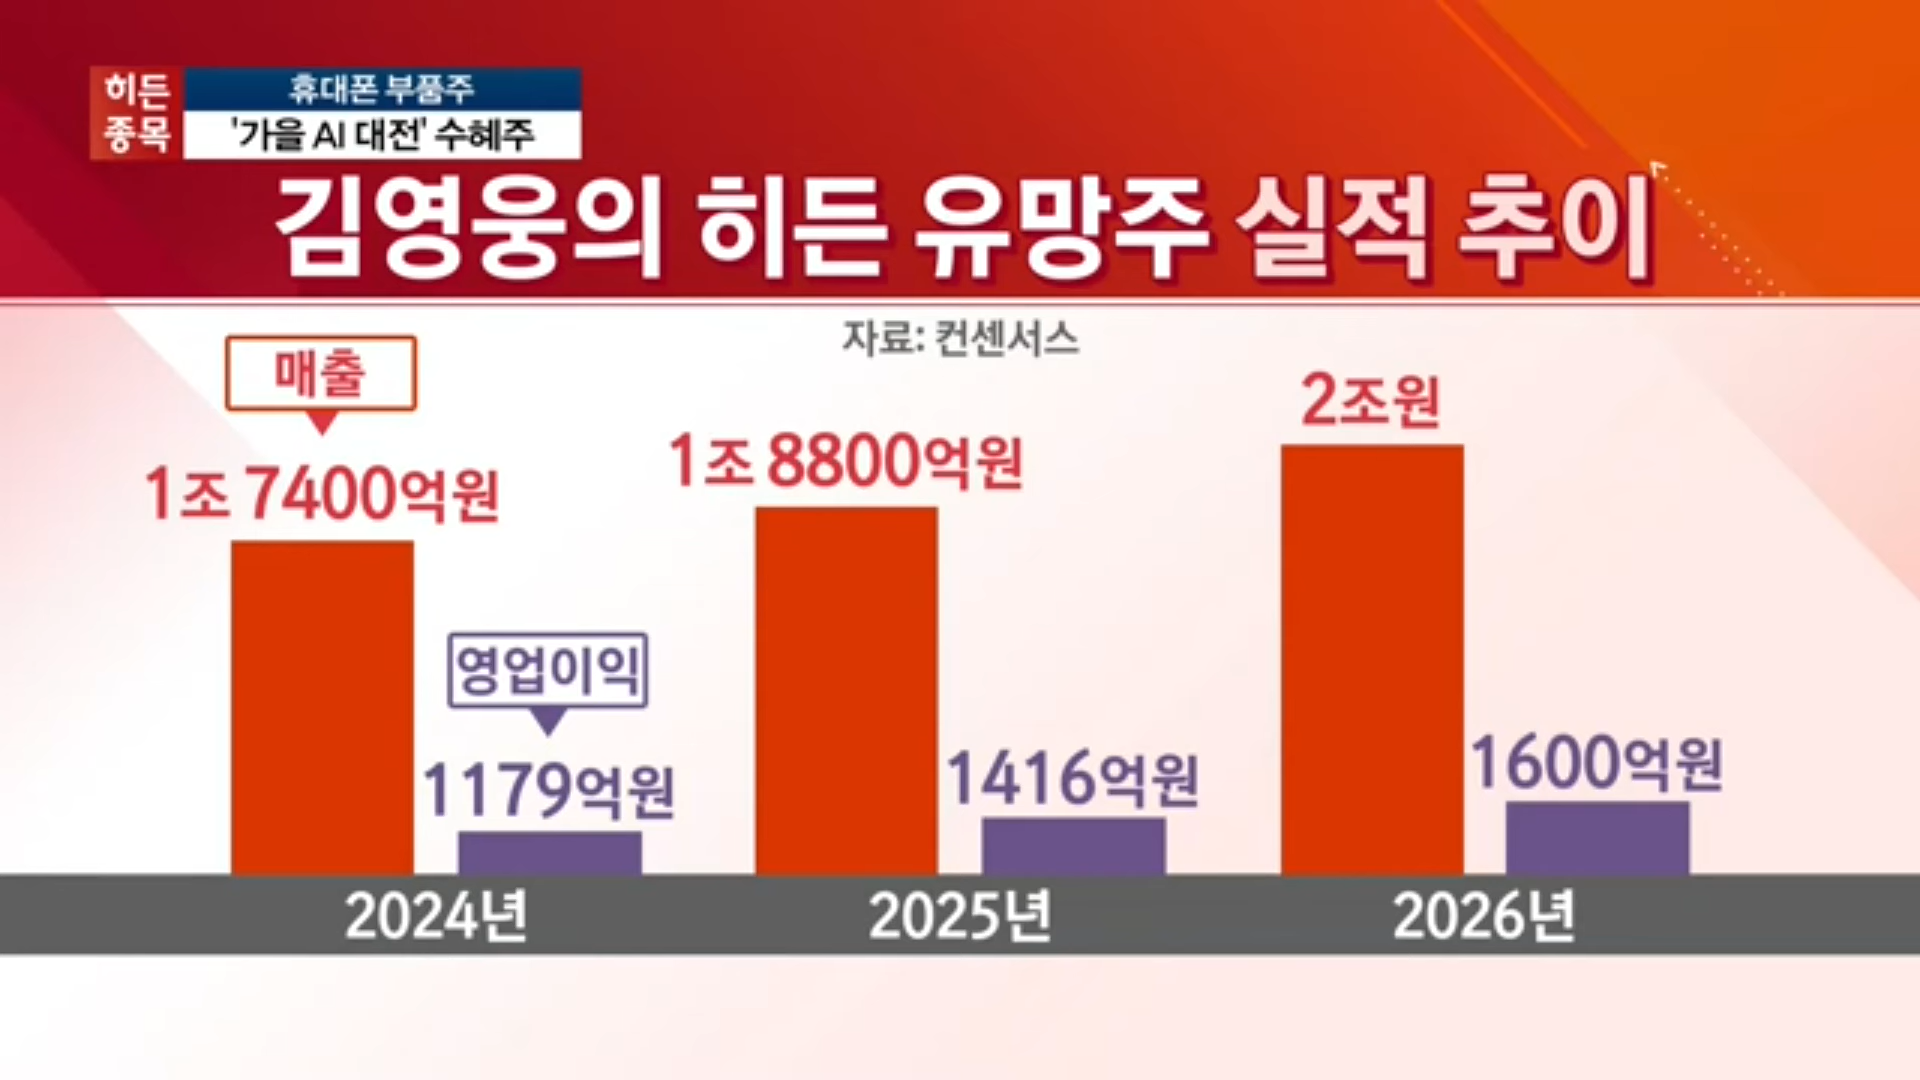 히든
종목
휴대폰 부품주
'가을 AI 대전' 수혜주
김영웅의 히든 유망주 실적 추이
자료: 컨센서스
매출
1조 7400억원
영업이익
1179억원
1조 8800억원
1416억원
2조원
1600억원
2024년
2025년
2026년